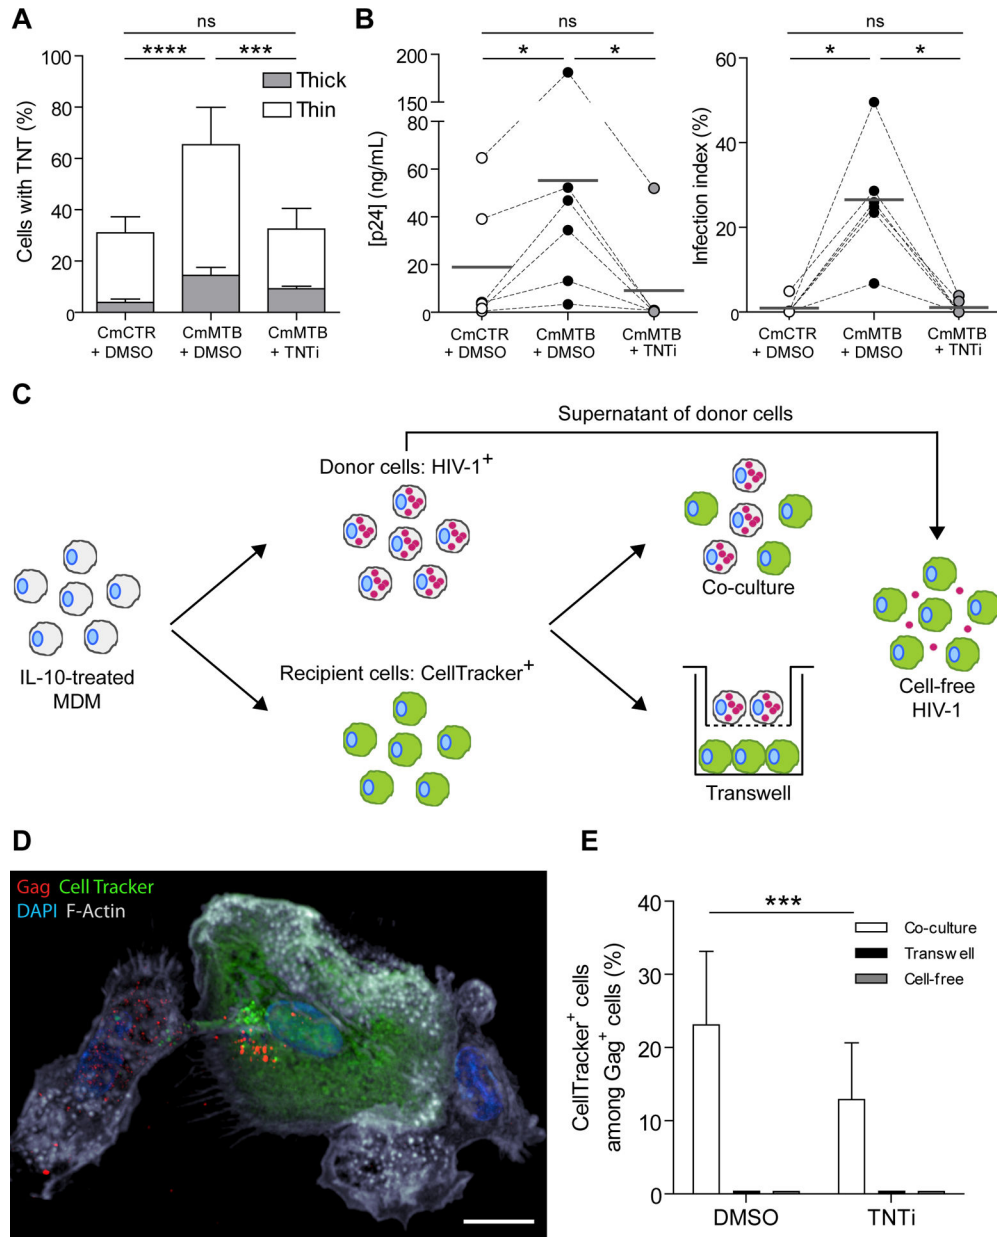 A
ns
****
***
100
80
60
40
20
0
Cells with TNT (%)
Thick
Thin
CmCTR
+ DMSO
CmMTB
+ DMSO
CmMTB
+ TNTi
B
ns
*
*
200
150
80
60
40
20
0
[p24] (ng/mL)
CmCTR
+ DMSO
CmMTB
+ DMSO
CmMTB
+ TNTi
ns
*
*
60
40
20
0
Infection index (%)
CmCTR
+ DMSO
CmMTB
+ DMSO
CmMTB
+ TNTi
C
Supernatant of donor cells
Donor cells: HIV-1+
IL-10-treated
MDM
Recipient cells: CellTracker+
Co-culture
Transwell
Cell-free
HIV-1
D
Gag Cell Tracker
DAPI F-Actin
E
***
40
30
20
10
0
CellTracker+ cells
among Gag+ cells (%)
Co-culture
Transwell
Cell-free
DMSO
TNTi